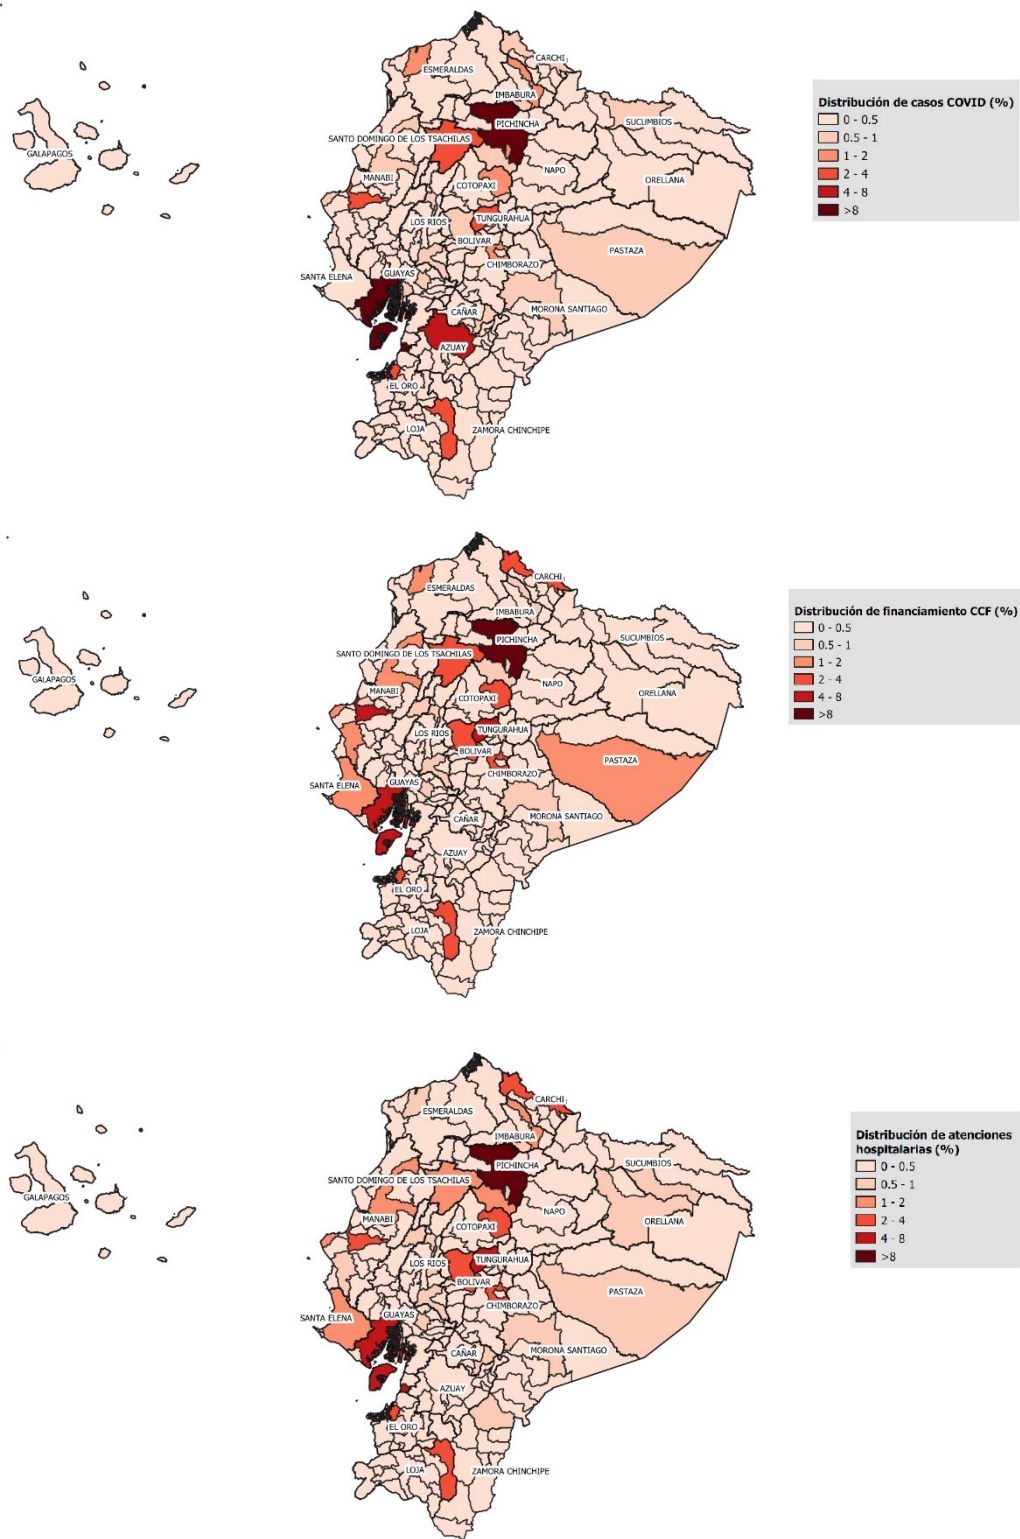 CARCHI
ESMERALDAS
IMBABURA
PICHINCHA
SUCUMBIOS
SANTO DOMINGO DE LOS TSACHILAS
GALAPAGOS
NAPO
MANABI
ORELLANA
COTOPAXI
LOS RIOS
TUNGURAHUA
BOLIVAR
PASTAZA
CHIMBORAZO
SANTA ELENA
GUAYAS
CAÑAR
MORONA SANTIAGO
AZUAY
EL ORO
LOJA
ZAMORA CHINCHIPE
Distribución de casos COVID (%)
0 - 0.5
0.5 - 1
1 - 2
2 - 4
4 - 8
>8
CARCHI
ESMERALDAS
IMBABURA
PICHINCHA
SUCUMBIOS
SANTO DOMINGO DE LOS TSACHILAS
GALAPAGOS
NAPO
MANABI
ORELLANA
COTOPAXI
LOS RIOS
TUNGURAHUA
BOLIVAR
PASTAZA
CHIMBORAZO
SANTA ELENA
GUAYAS
CAÑAR
MORONA SANTIAGO
AZUAY
EL ORO
LOJA
ZAMORA CHINCHIPE
Distribución de financiamiento CCF (%)
0 - 0.5
0.5 - 1
1 - 2
2 - 4
4 - 8
>8
CARCHI
ESMERALDAS
IMBABURA
PICHINCHA
SUCUMBIOS
SANTO DOMINGO DE LOS TSACHILAS
GALAPAGOS
NAPO
MANABI
ORELLANA
COTOPAXI
LOS RIOS
TUNGURAHUA
BOLIVAR
PASTAZA
CHIMBORAZO
SANTA ELENA
GUAYAS
CAÑAR
MORONA SANTIAGO
AZUAY
EL ORO
LOJA
ZAMORA CHINCHIPE
Distribución de atenciones
hospitalarias (%)
0 - 0.5
0.5 - 1
1 - 2
2 - 4
4 - 8
>8